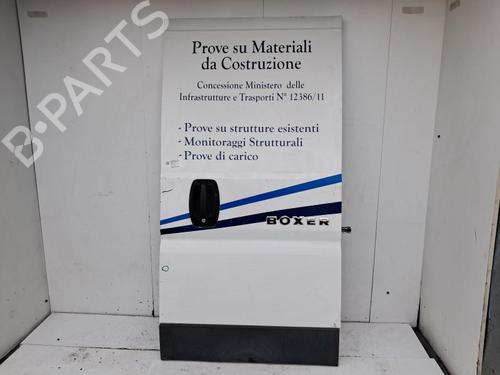 B-PARTS
Prove su Materiali
da Costruzione
Concessione Ministero delle
Infrastrutture e Trasporti N° 12386/11
- Prove su strutture esistenti
- Monitoraggi Strutturali
- Prove di carico
BOXER